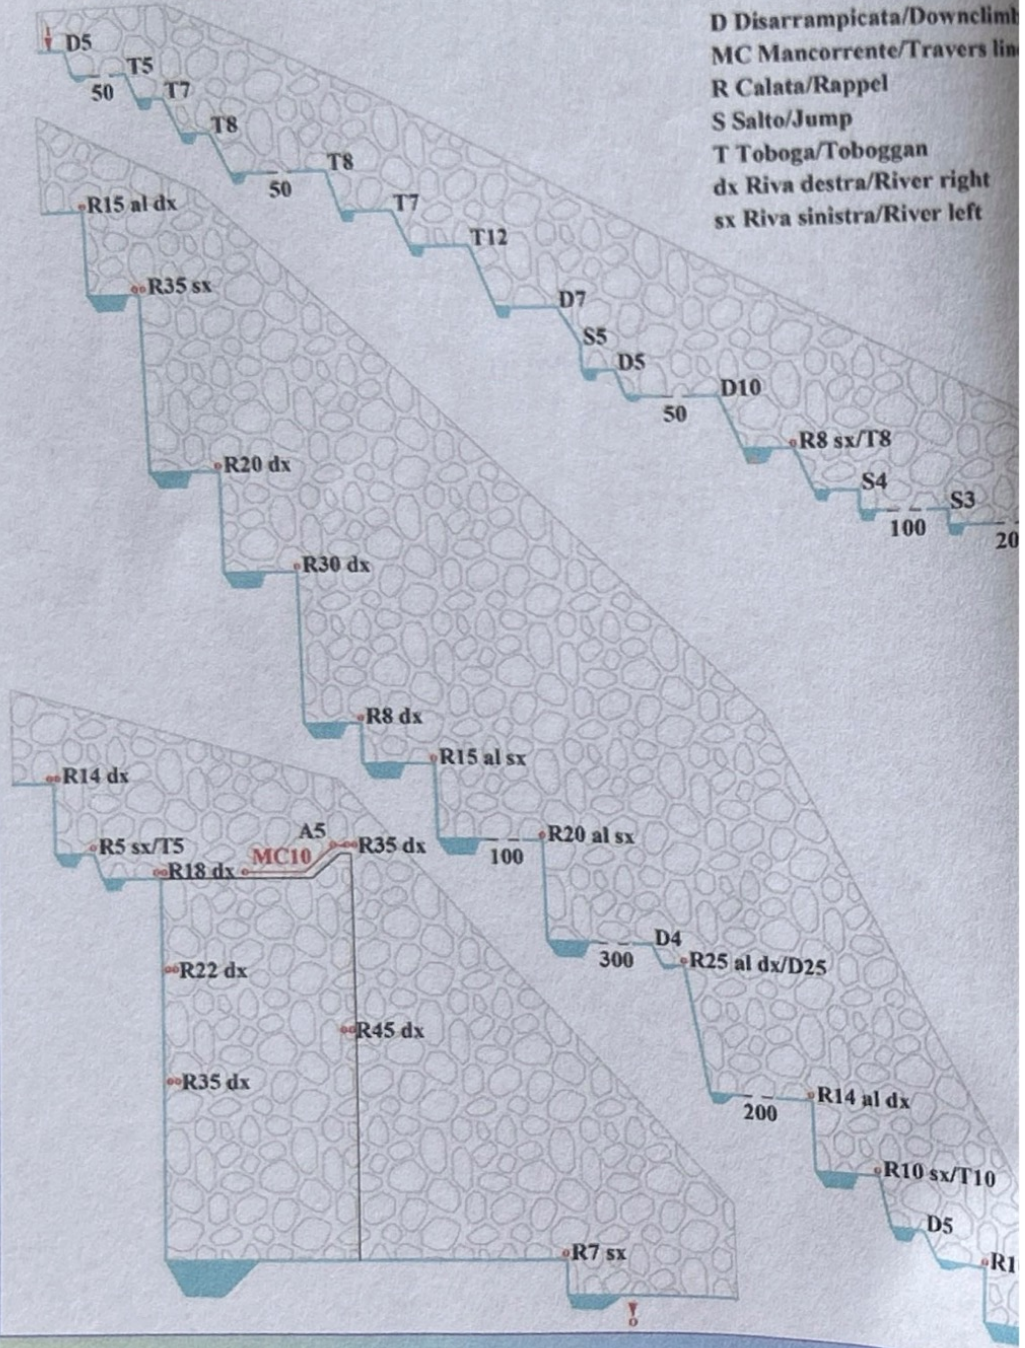 D Disarrampicata/Downclimb
MC Mancorrente/Travers
R Calata/Rappel
S Salto/Jump
T Toboga/Toboggan
dx Riva destra/River right
sx Riva sinistra/River left
D5
50
T5
T7
T8
50
T8
T7
T12
D7
S5
D5
50
D10
R8 sx/T8
S4
100
S3
20
R15 al dx
R35 sx
R20 dx
R30 dx
R8 dx
R15 al sx
100
R20 al sx
300
D4
R25 al dx/D25
200
R14 al dx
R10 sx/T10
D5
R14 dx
R5 sx/T5
R18 dx
MC10
A5
R35 dx
R22 dx
R45 dx
R35 dx
R7 sx